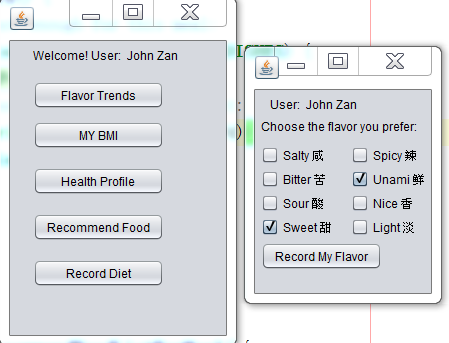 Welcome! User: John Zan
Flavor Trends
MY BMI
Health Profile
Recommend Food
Record Diet
User: John Zan
Choose the flavor you prefer:
Salty 咸 Spicy 辣
Bitter 苦 Unami 鲜
Sour 酸 Nice 香
Sweet 甜 Light 淡
Record My Flavor